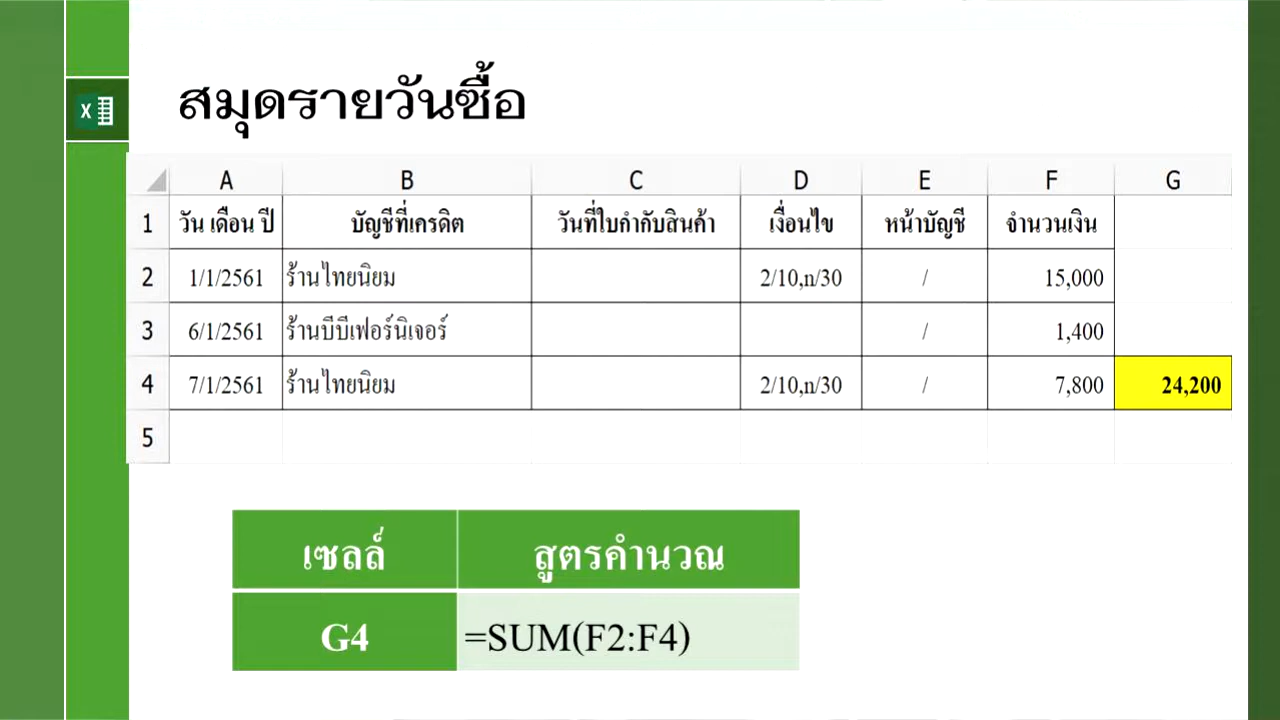 สมุดรายวันซื้อ
A B C D E F G
1 วัน เดือน ปี บัญชีที่เครดิต วันที่ใบกำกับสินค้า เงื่อนไข หน้าบัญชี จำนวนเงิน
2 1/1/2561 ร้านไทยนิยม 2/10,n/30 / 15,000
3 6/1/2561 ร้านบีบีเฟอร์นิเจอร์ / 1,400
4 7/1/2561 ร้านไทยนิยม 2/10,n/30 / 7,800 24,200
5
เซลล์ สูตรคำนวณ
G4 =SUM(F2:F4)